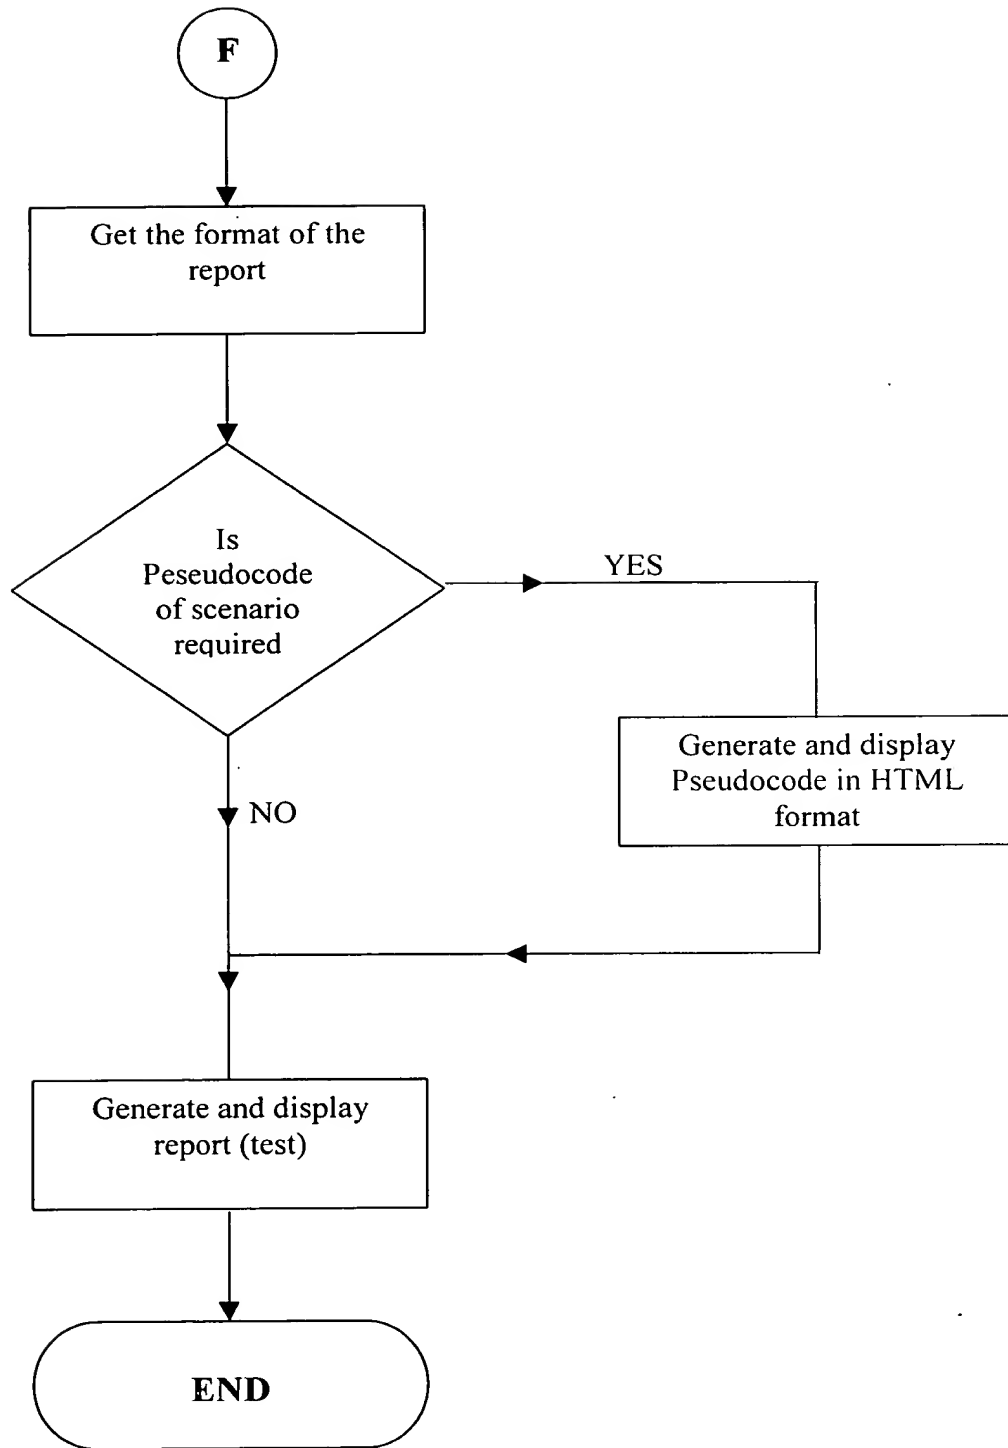 F
Get the format of the
report
Is
Peseudocode
of scenario
required
YES
Generate and display
Pseudocode in HTML
format
NO
Generate and display
report (test)
END